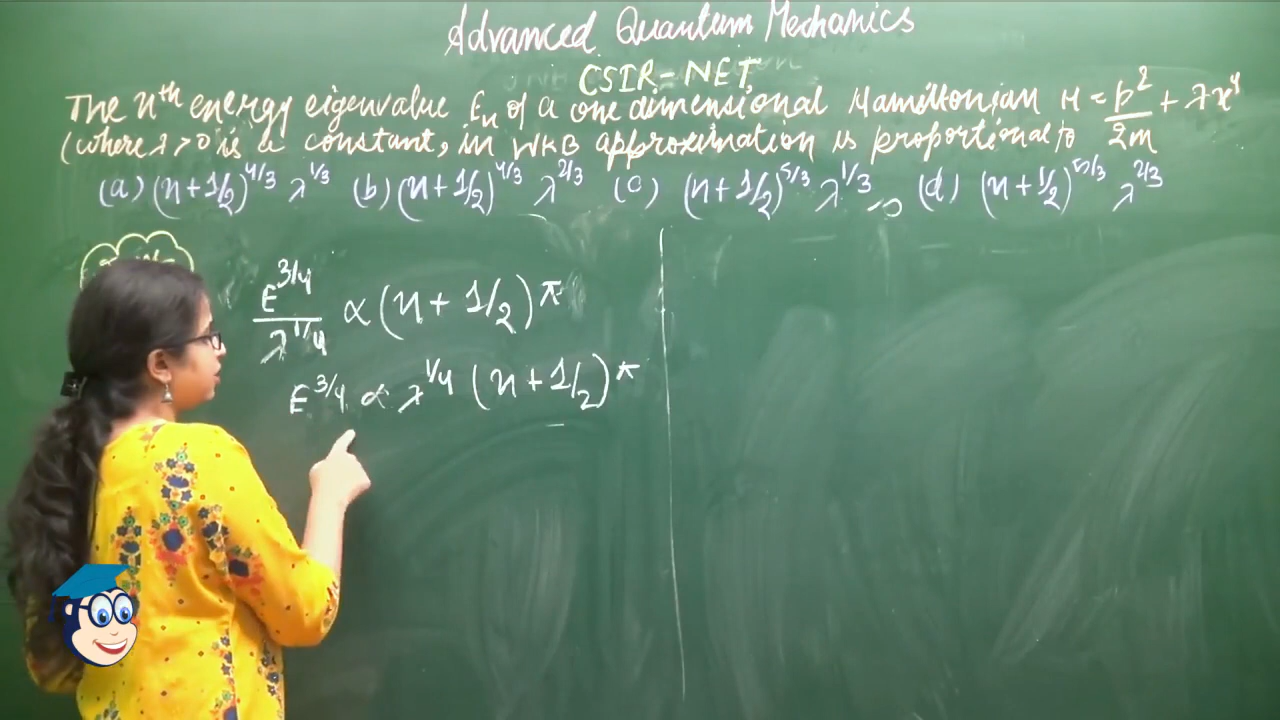 Advanced Quantum Mechanics
CSIR-NET
The nth energy eigenvalue En of a one dimensional Hamiltonian H = p²/2m + λx⁴
(where λ>0 is a constant, in WKB approximation is proportional to
(a) (n+1/2)^4/3 λ^1/3 (b) (n+1/2)^4/3 λ^2/3 (c) (n+1/2)^5/3 λ^1/3 (d) (n+1/2)^5/3 λ^2/3
E^3/4 / λ^1/4 ∝ (n+1/2)π
E^3/4 ∝ λ^1/4 (n+1/2)π